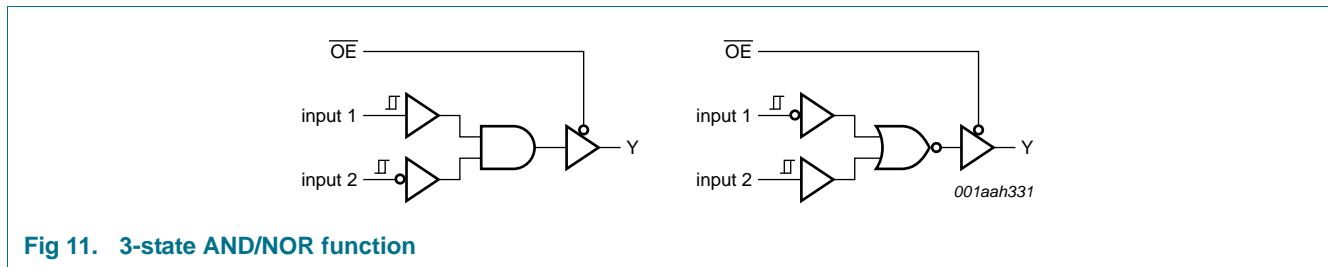 OE
input 1
input 2
Y
OE
input 1
input 2
Y
001aah331
Fig 11. 3-state AND/NOR function